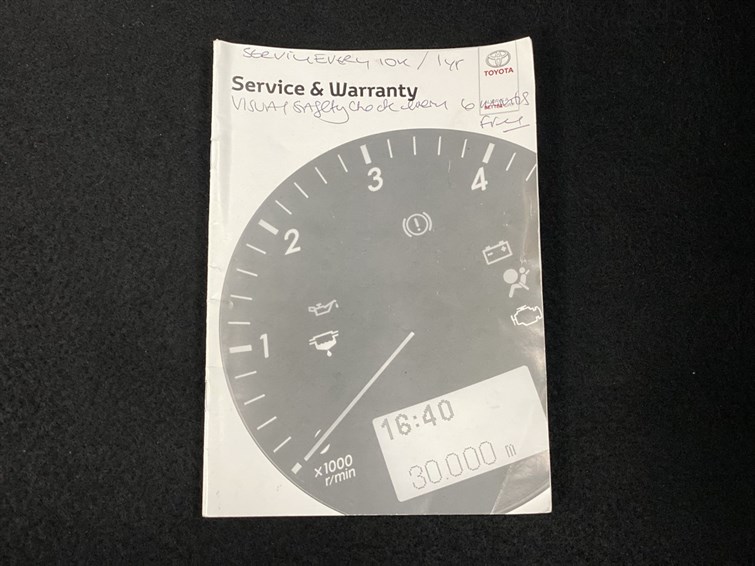 SERVICE EVERY 10K / 1yr
TOYOTA
Service & Warranty
VISUAL SAFETY Check every 6 months
Free
3
4
2
1
16:40
30.000 m
x1000
r/min